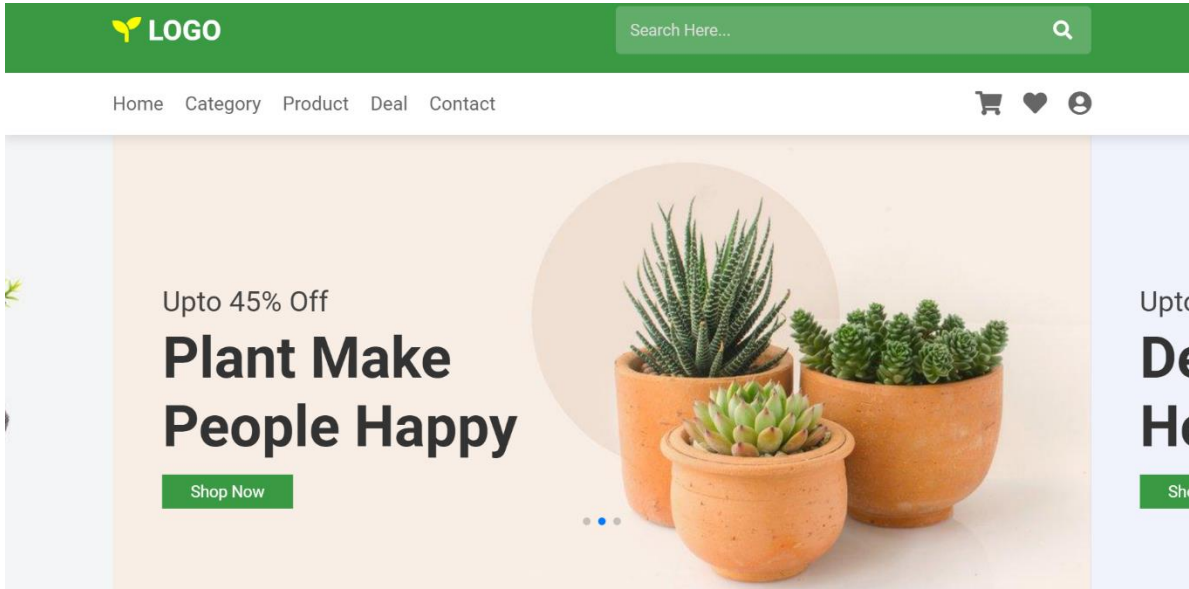 LOGO
Search Here...
Home Category Product Deal Contact
Upto 45% Off
Plant Make
People Happy
Shop Now